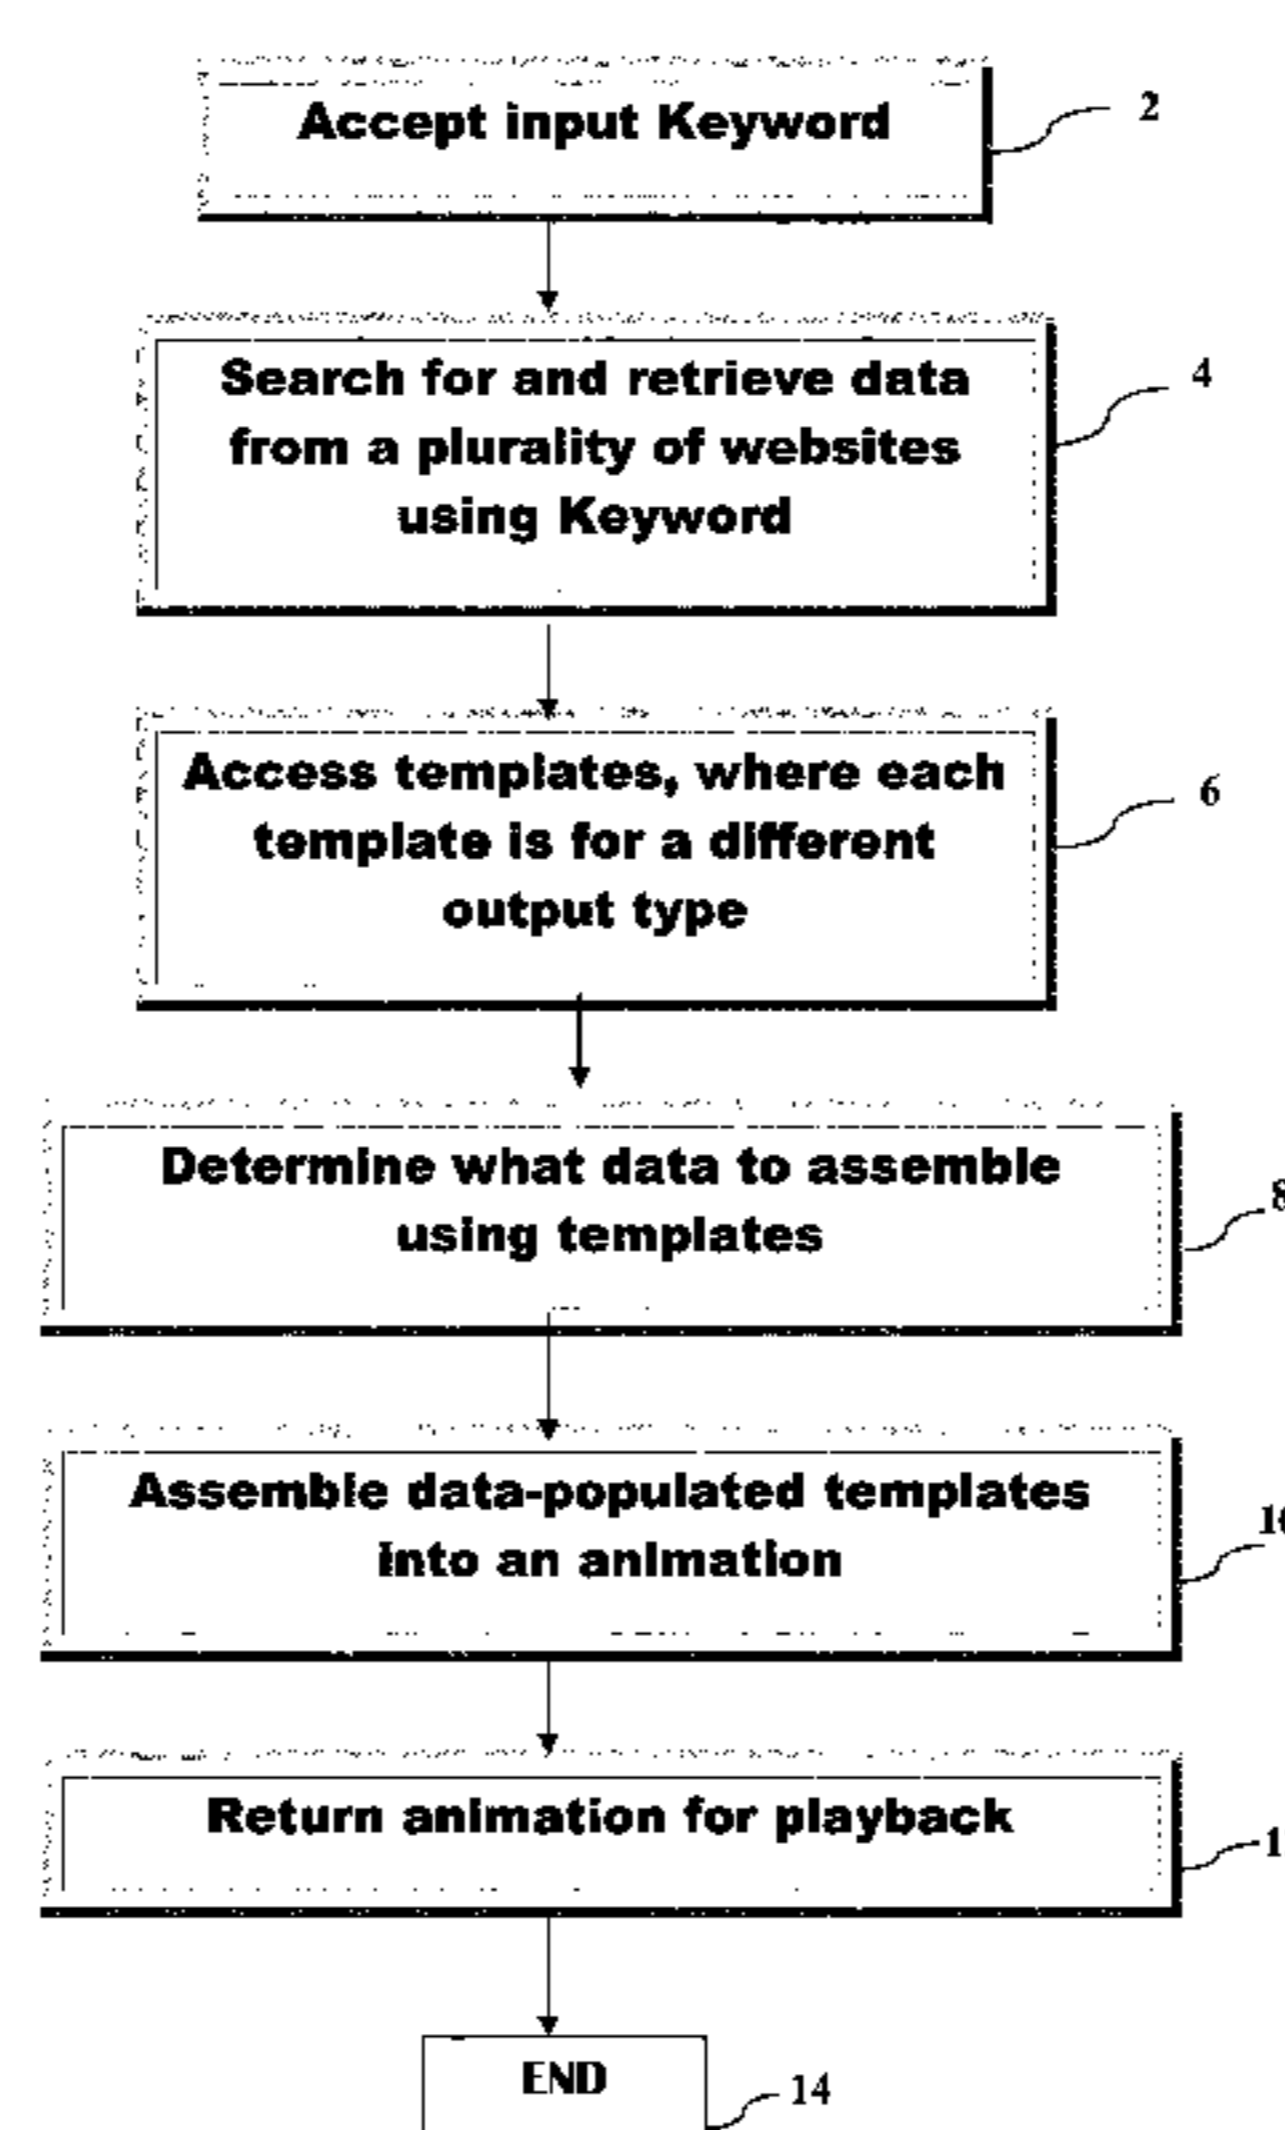 Accept input Keyword
2
Search for and retrieve data
from a plurality of websites
using Keyword
4
Access templates, where each
template is for a different
output type
6
Determine what data to assemble
using templates
8
Assemble data-populated templates
into an animation
Return animation for playback
END
14